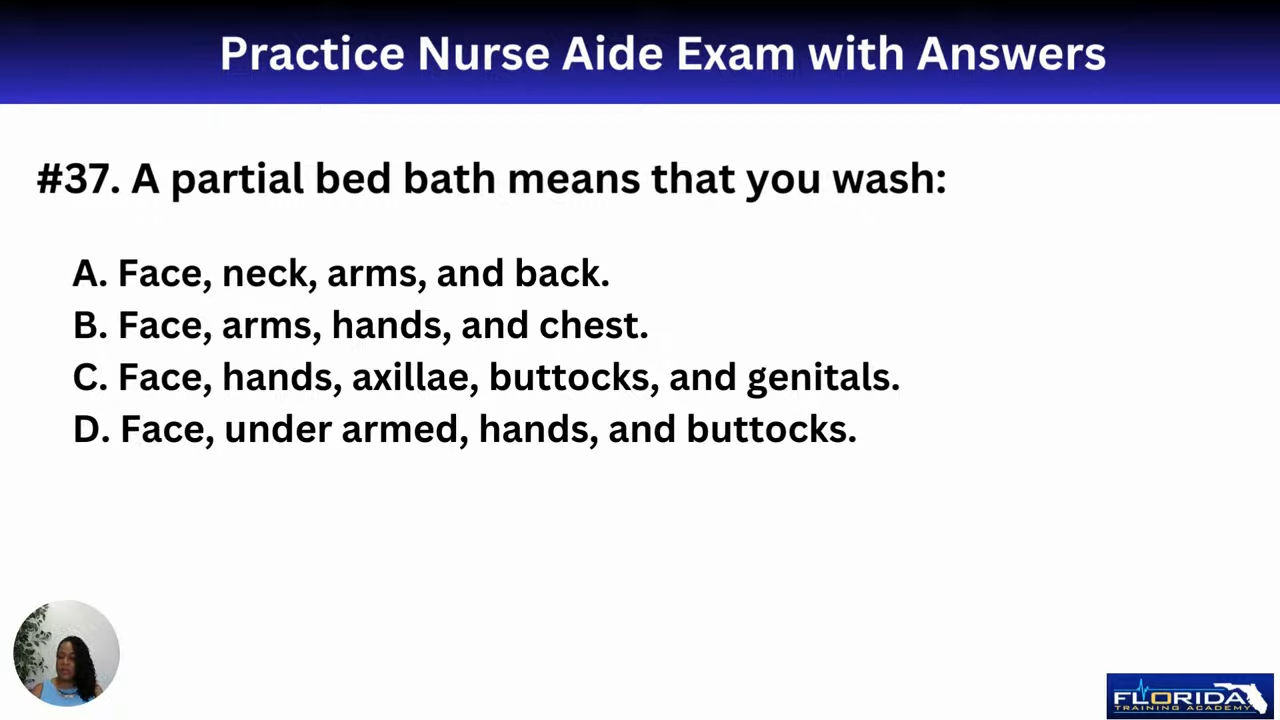 Practice Nurse Aide Exam with Answers
#37. A partial bed bath means that you wash:
A. Face, neck, arms, and back.
B. Face, arms, hands, and chest.
C. Face, hands, axillae, buttocks, and genitals.
D. Face, under armed, hands, and buttocks.
FLORIDA
TRAINING ACADEMY